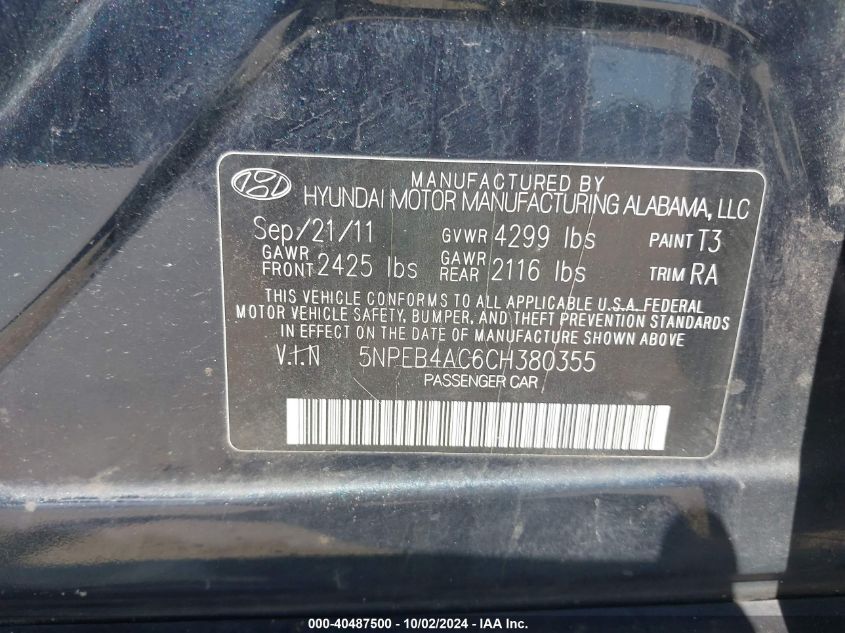 MANUFACTURED BY
HYUNDAI MOTOR MANUFACTURING ALABAMA, LLC
Sep/21/11 GVWR 4299 lbs PAINT T3
GAWR FRONT 2425 lbs GAWR REAR 2116 lbs TRIM RA
THIS VEHICLE CONFORMS TO ALL APPLICABLE U.S.A. FEDERAL
MOTOR VEHICLE SAFETY, BUMPER, AND THEFT PREVENTION STANDARDS
IN EFFECT ON THE DATE OF MANUFACTURE SHOWN ABOVE
V.I.N 5NPEB4AC6CH380355
PASSENGER CAR
000-40487500 - 10/02/2024 - IAAI, Inc.